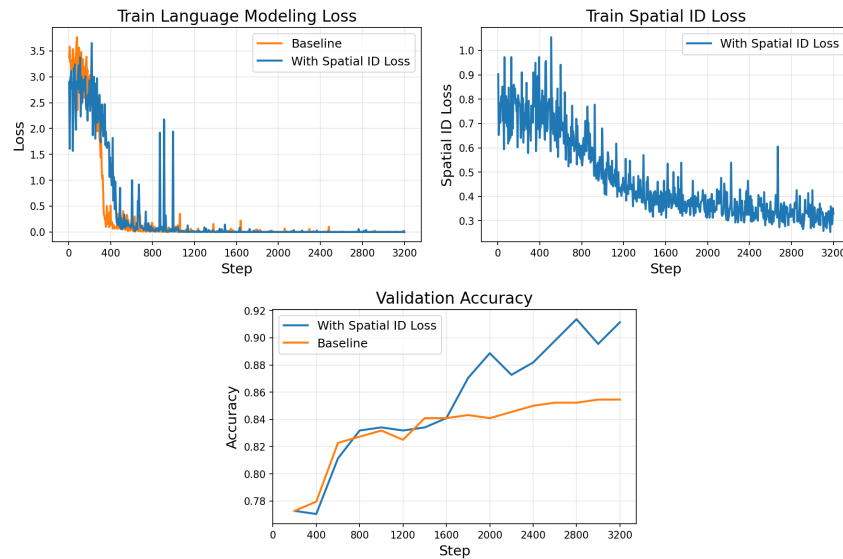 Train Language Modeling Loss
3.5
3.0
2.5
2.0
1.5
1.0
0.5
0.0
Loss
Baseline
With Spatial ID Loss
0 400 800 1200 1600 2000 2400 2800 3200
Step
Train Spatial ID Loss
1.0
0.9
0.8
0.7
0.6
0.5
0.4
0.3
Spatial ID Loss
With Spatial ID Loss
0 400 800 1200 1600 2000 2400 2800 3200
Step
Validation Accuracy
0.92
0.90
0.88
0.86
0.84
0.82
0.80
0.78
Accuracy
With Spatial ID Loss
Baseline
0 400 800 1200 1600 2000 2400 2800 3200
Step